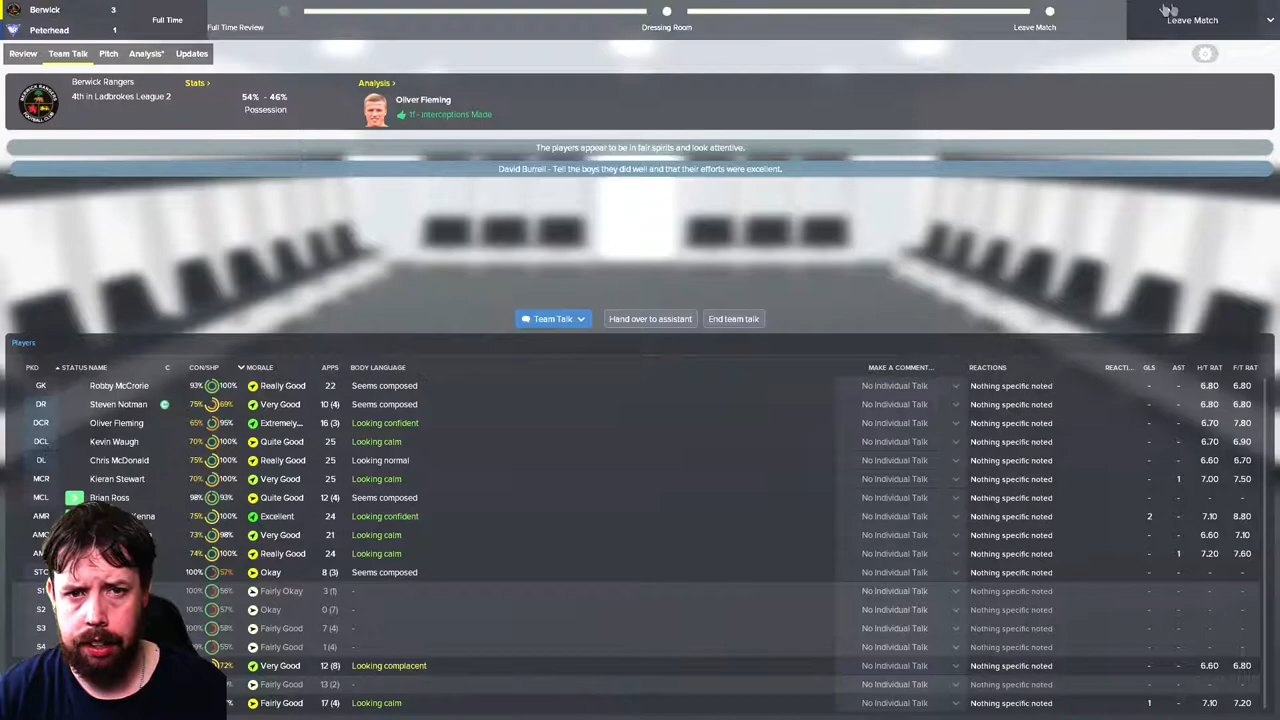 Berwick 3
Peterhead 1
Full Time
Full Time Review
Dressing Room
Leave Match
Leave Match
Review Team Talk Pitch Analysis* Updates
Berwick Rangers
4th in Ladbrokes League 2
Stats >
54% - 46%
Possession
Analysis >
Oliver Fleming
11 - Interceptions Made
The players appear to be in fair spirits and look attentive.
David Burrell - Tell the boys they did well and that their efforts were excellent.
Team Talk Hand over to assistant End team talk
Players
PKD STATUS NAME C CON/SHP MORALE APPS BODY LANGUAGE MAKE A COMMENT... REACTIONS REACTI... GLS AST H/T RAT F/T RAT
GK Robby McCrorie 93% 100% Really Good 22 Seems composed No Individual Talk Nothing specific noted - - 6.80 6.80
DR Steven Notman C 75% 69% Very Good 10 (4) Seems composed No Individual Talk Nothing specific noted - - 6.80 6.80
DCR Oliver Fleming 65% 95% Extremely... 16 (3) Looking confident No Individual Talk Nothing specific noted - - 6.70 7.80
DCL Kevin Waugh 70% 100% Quite Good 25 Looking calm No Individual Talk Nothing specific noted - - 6.70 6.90
DL Chris McDonald 75% 100% Really Good 25 Looking normal No Individual Talk Nothing specific noted - - 6.60 6.70
MCR Kieran Stewart 70% 100% Very Good 25 Looking calm No Individual Talk Nothing specific noted - 1 7.00 7.50
MCL Brian Ross 98% 93% Quite Good 12 (4) Seems composed No Individual Talk Nothing specific noted - - - -
AMR enna 75% 100% Excellent 24 Looking confident No Individual Talk Nothing specific noted 2 - 7.10 8.80
AMC 73% 98% Very Good 21 Looking calm No Individual Talk Nothing specific noted - - 6.60 7.10
AM 74% 100% Really Good 24 Looking calm No Individual Talk Nothing specific noted - 1 7.20 7.60
STC 100% 57% Okay 8 (3) Seems composed No Individual Talk Nothing specific noted - - - -
S1 100% 56% Fairly Okay 3 (1) - No Individual Talk Nothing specific noted - - - -
S2 100% 57% Okay 0 (7) - No Individual Talk Nothing specific noted - - - -
S3 100% 58% Fairly Good 7 (4) - No Individual Talk Nothing specific noted - - - -
S4 55% Fairly Good 1 (4) - No Individual Talk Nothing specific noted - - - -
72% Very Good 12 (8) Looking complacent No Individual Talk Nothing specific noted - - 6.60 6.80
Fairly Good 13 (2) - No Individual Talk Nothing specific noted - - - -
Fairly Good 17 (4) Looking calm No Individual Talk Nothing specific noted 1 - 7.10 7.20